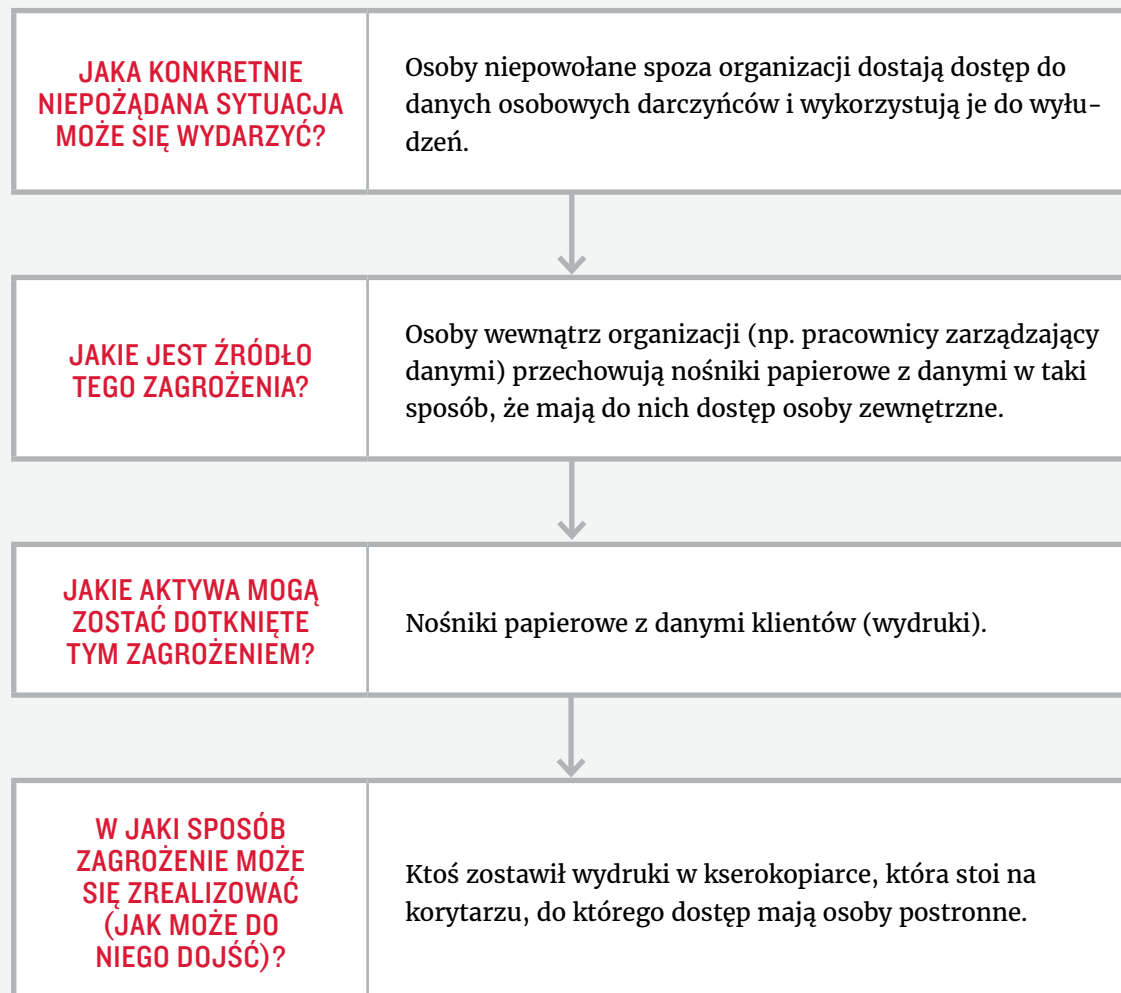 JAKA KONKRETNIE
NIEPOŻĄDANA SYTUACJA
MOŻE SIĘ WYDARZYĆ?
Osoby niepowołane spoza organizacji dostają dostęp do
danych osobowych darczyńców i wykorzystują je do wyłu-
dzeń.
JAKIE JEST ŹRÓDŁO
TEGO ZAGROŻENIA?
Osoby wewnątrz organizacji (np. pracownicy zarządzający
danymi) przechowują nośniki papierowe z danymi w taki
sposób, że mają do nich dostęp osoby zewnętrzne.
JAKIE AKTYWA MOGĄ
ZOSTAĆ DOTKNIĘTE
TYM ZAGROŻENIEM?
Nośniki papierowe z danymi klientów (wydruki).
W JAKI SPOSÓB
ZAGROŻENIE MOŻE
SIĘ ZREALIZOWAĆ
(JAK MOŻE DO
NIEGO DOJŚĆ)?
Ktoś zostawił wydruki w kserokopiarce, która stoi na
korytarzu, do którego dostęp mają osoby postronne.